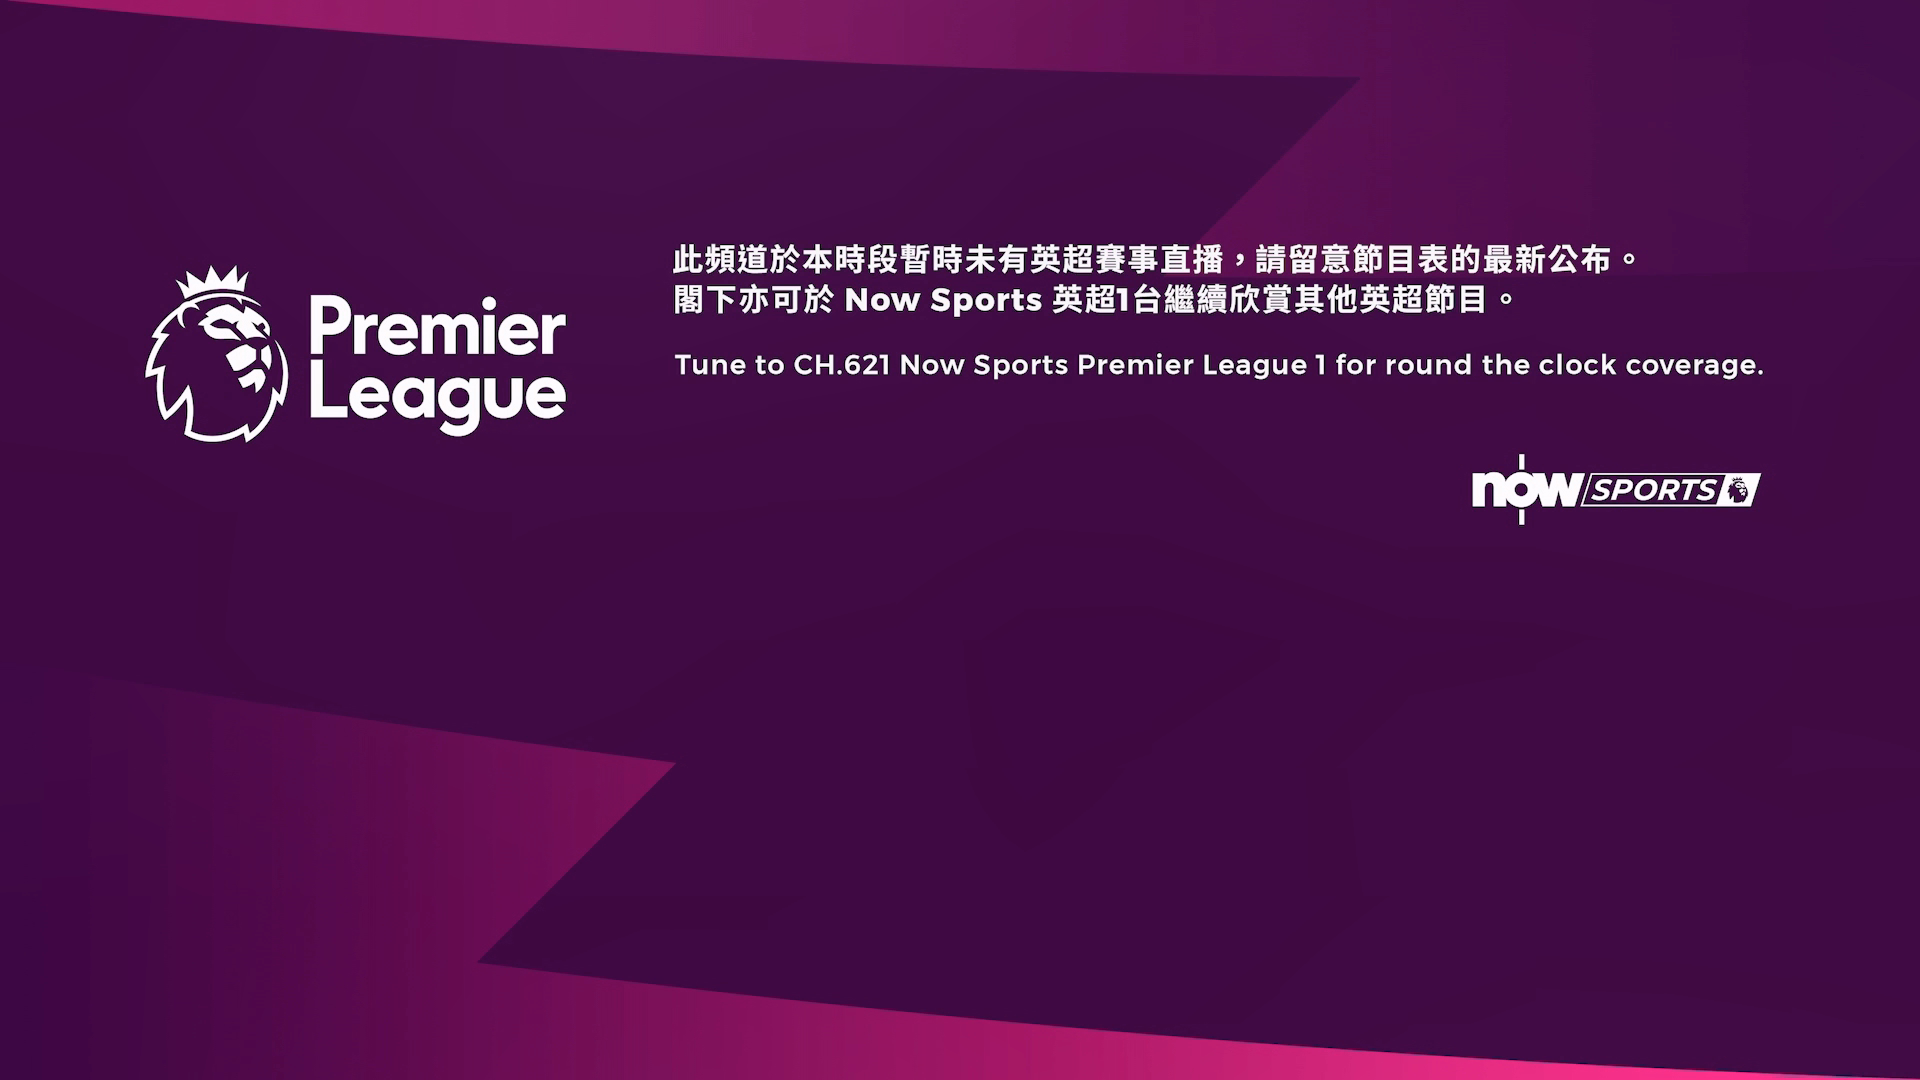 Premier
League
此頻道於本時段暫時未有英超賽事直播，請留意節目表的最新公布。
閣下亦可於 Now Sports 英超1台繼續欣賞其他英超節目。
Tune to CH.621 Now Sports Premier League 1 for round the clock coverage.
now SPORTS